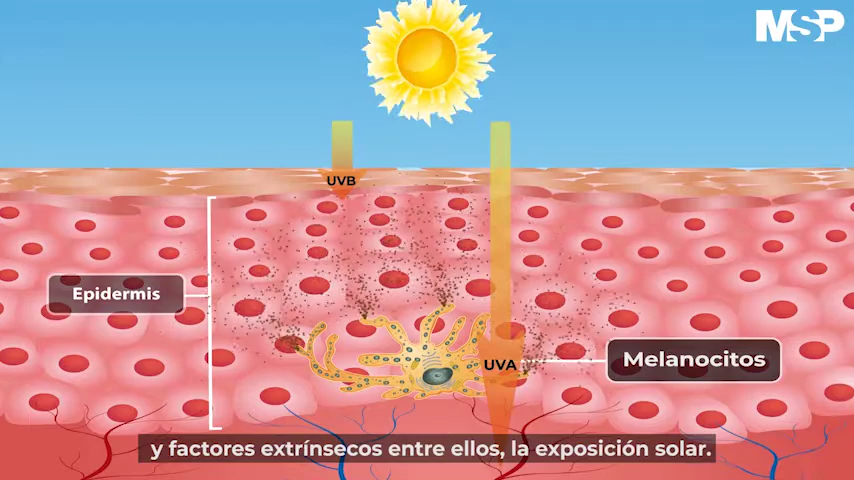 MSP
UVB
Epidermis
UVA
Melanocitos
y factores extrínsecos entre ellos, la exposición solar.